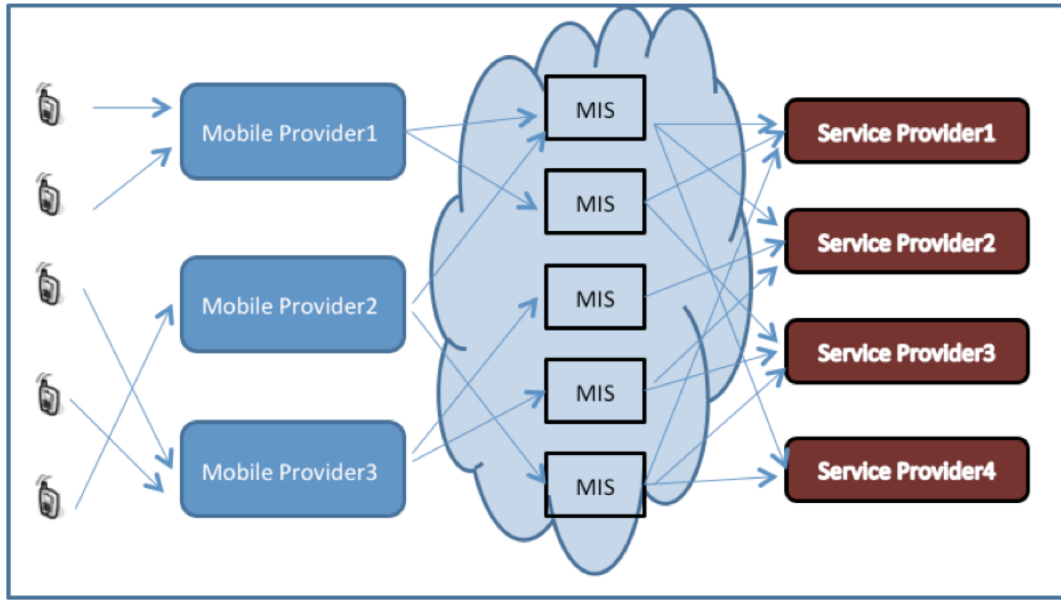 Mobile Provider1
Mobile Provider2
Mobile Provider3
MIS
MIS
MIS
MIS
MIS
Service Provider1
Service Provider2
Service Provider3
Service Provider4